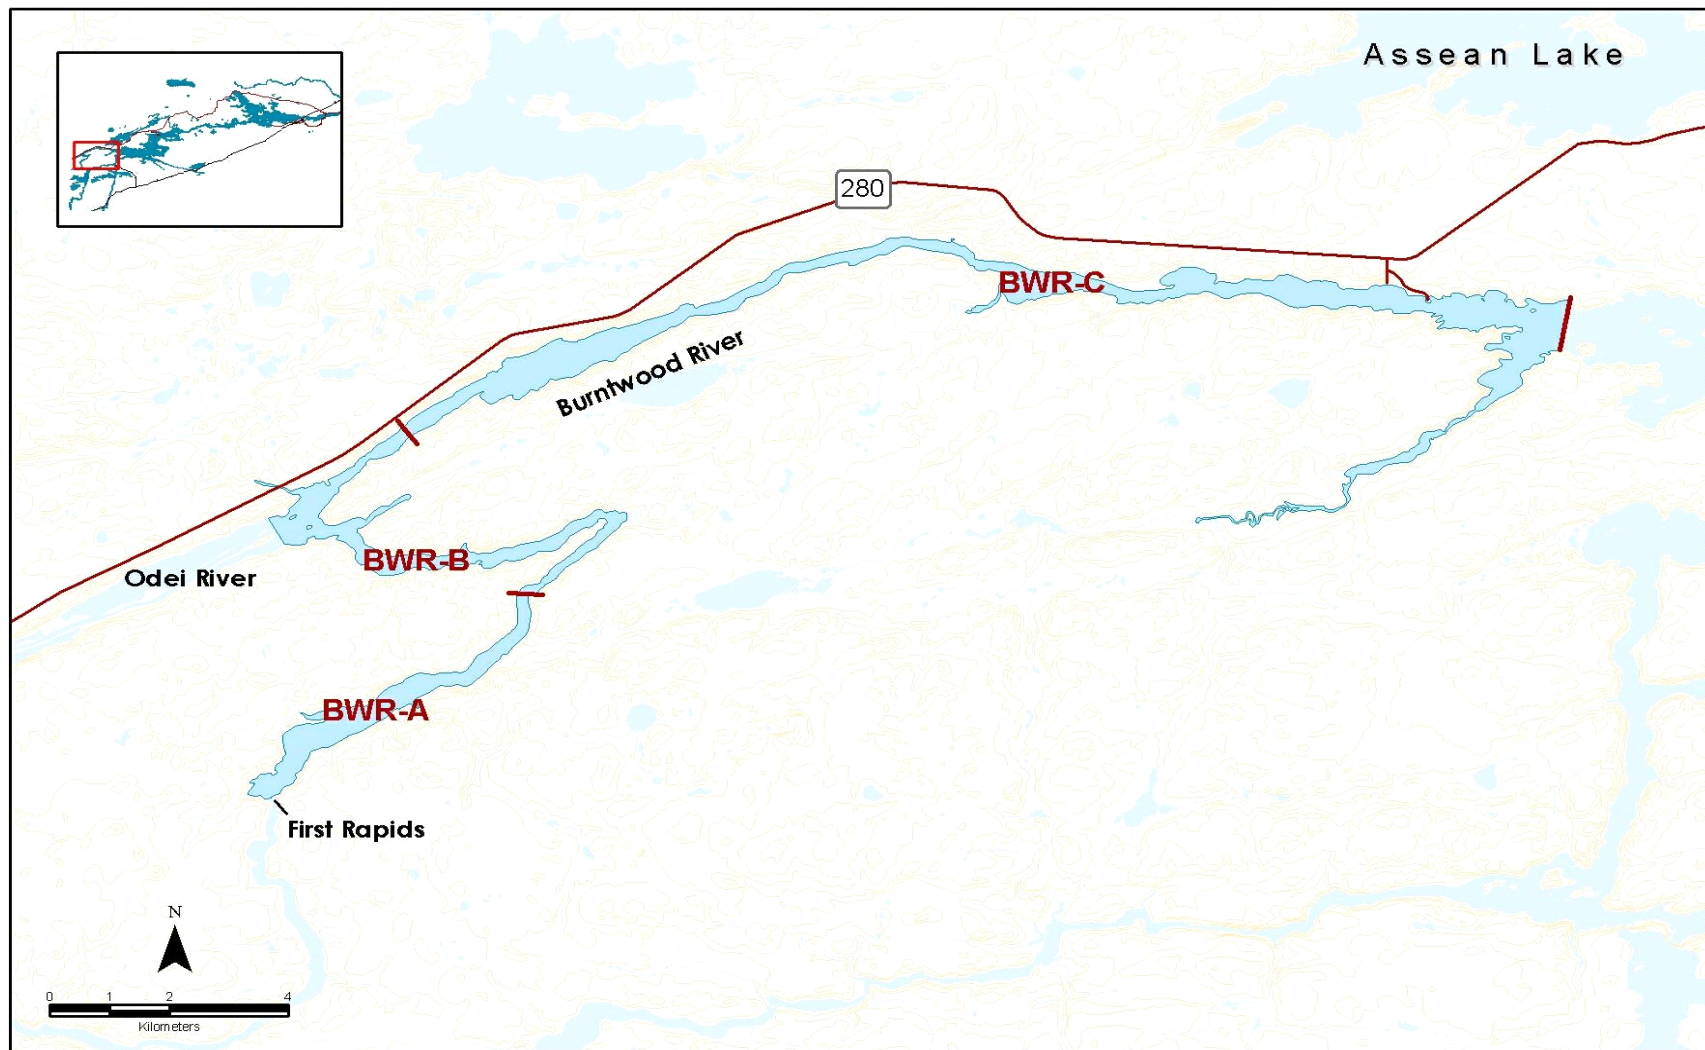 Assean Lake
280
BWR-C
Burntwood River
BWR-B
Odei River
BWR-A
First Rapids
N
0 1 2 4
Kilometers